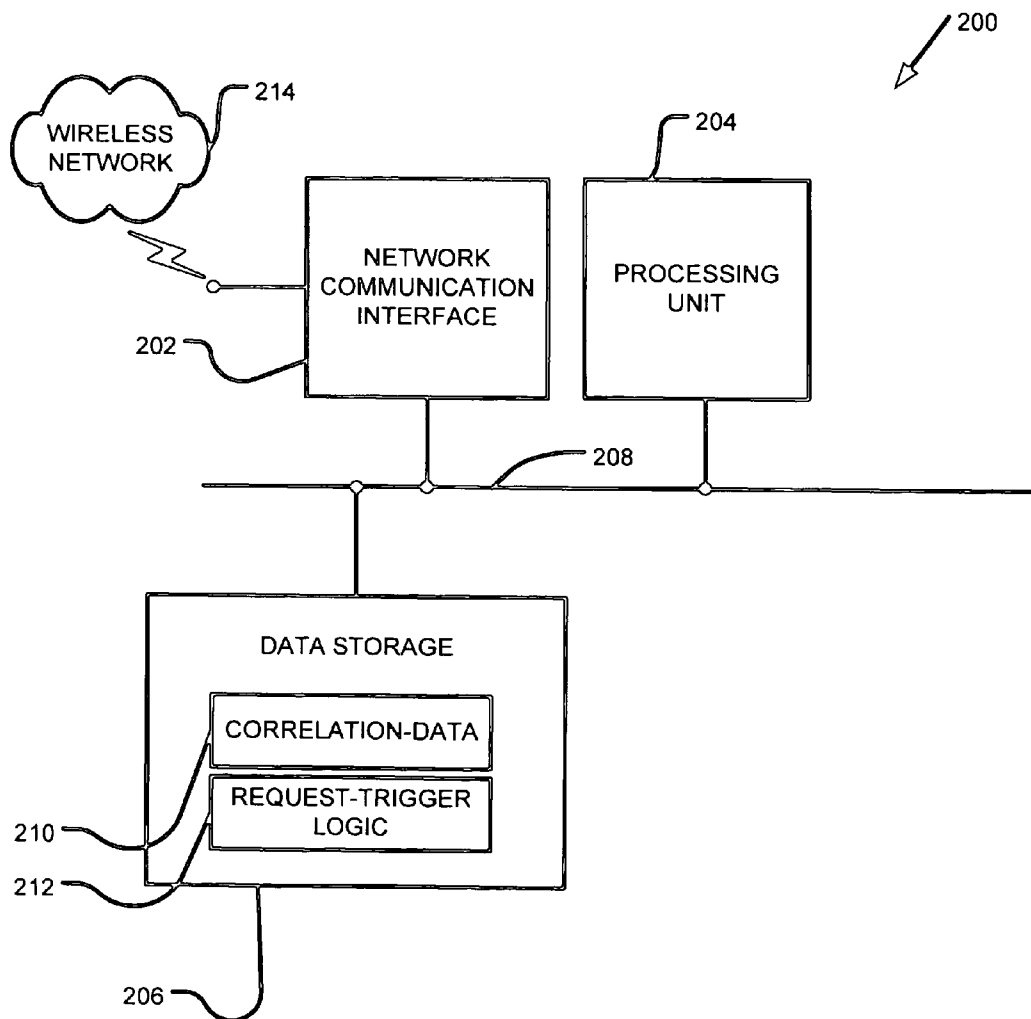 200
214
WIRELESS
NETWORK
204
NETWORK
COMMUNICATION
INTERFACE
PROCESSING
UNIT
202
208
DATA STORAGE
CORRELATION-DATA
REQUEST-TRIGGER
LOGIC
210
212
206